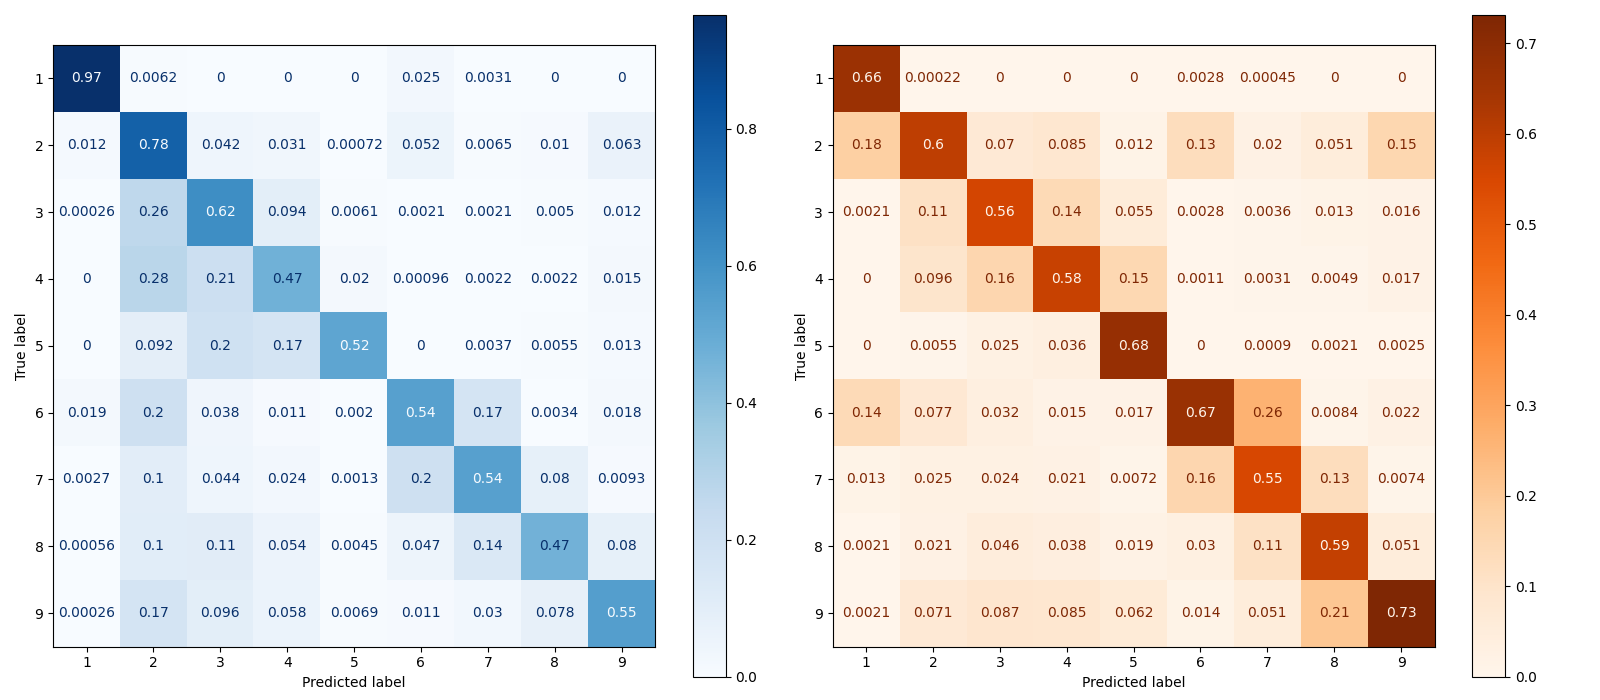 1 0.97 0.0062 0 0 0 0.025 0.0031 0 0
2 0.012 0.78 0.042 0.031 0.00072 0.052 0.0065 0.01 0.063
3 0.00026 0.26 0.62 0.094 0.0061 0.0021 0.0021 0.005 0.012
4 0 0.28 0.21 0.47 0.02 0.00096 0.0022 0.0022 0.015
5 0 0.092 0.2 0.17 0.52 0 0.0037 0.0055 0.013
6 0.019 0.2 0.038 0.011 0.002 0.54 0.17 0.0034 0.018
7 0.0027 0.1 0.044 0.024 0.0013 0.2 0.54 0.08 0.0093
8 0.00056 0.1 0.11 0.054 0.0045 0.047 0.14 0.47 0.08
9 0.00026 0.17 0.096 0.058 0.0069 0.011 0.03 0.078 0.55
1 2 3 4 5 6 7 8 9
Predicted label
True label
0.8
0.6
0.4
0.2
0.0
1 0.66 0.00022 0 0 0 0.0028 0.00045 0 0
2 0.18 0.6 0.07 0.085 0.012 0.13 0.02 0.051 0.15
3 0.0021 0.11 0.56 0.14 0.055 0.0028 0.0036 0.013 0.016
4 0 0.096 0.16 0.58 0.15 0.0011 0.0031 0.0049 0.017
5 0 0.0055 0.025 0.036 0.68 0 0.0009 0.0021 0.0025
6 0.14 0.077 0.032 0.015 0.017 0.67 0.26 0.0084 0.022
7 0.013 0.025 0.024 0.021 0.0072 0.16 0.55 0.13 0.0074
8 0.0021 0.021 0.046 0.038 0.019 0.03 0.11 0.59 0.051
9 0.0021 0.071 0.087 0.085 0.062 0.014 0.051 0.21 0.73
1 2 3 4 5 6 7 8 9
Predicted label
True label
0.7
0.6
0.5
0.4
0.3
0.2
0.1
0.0